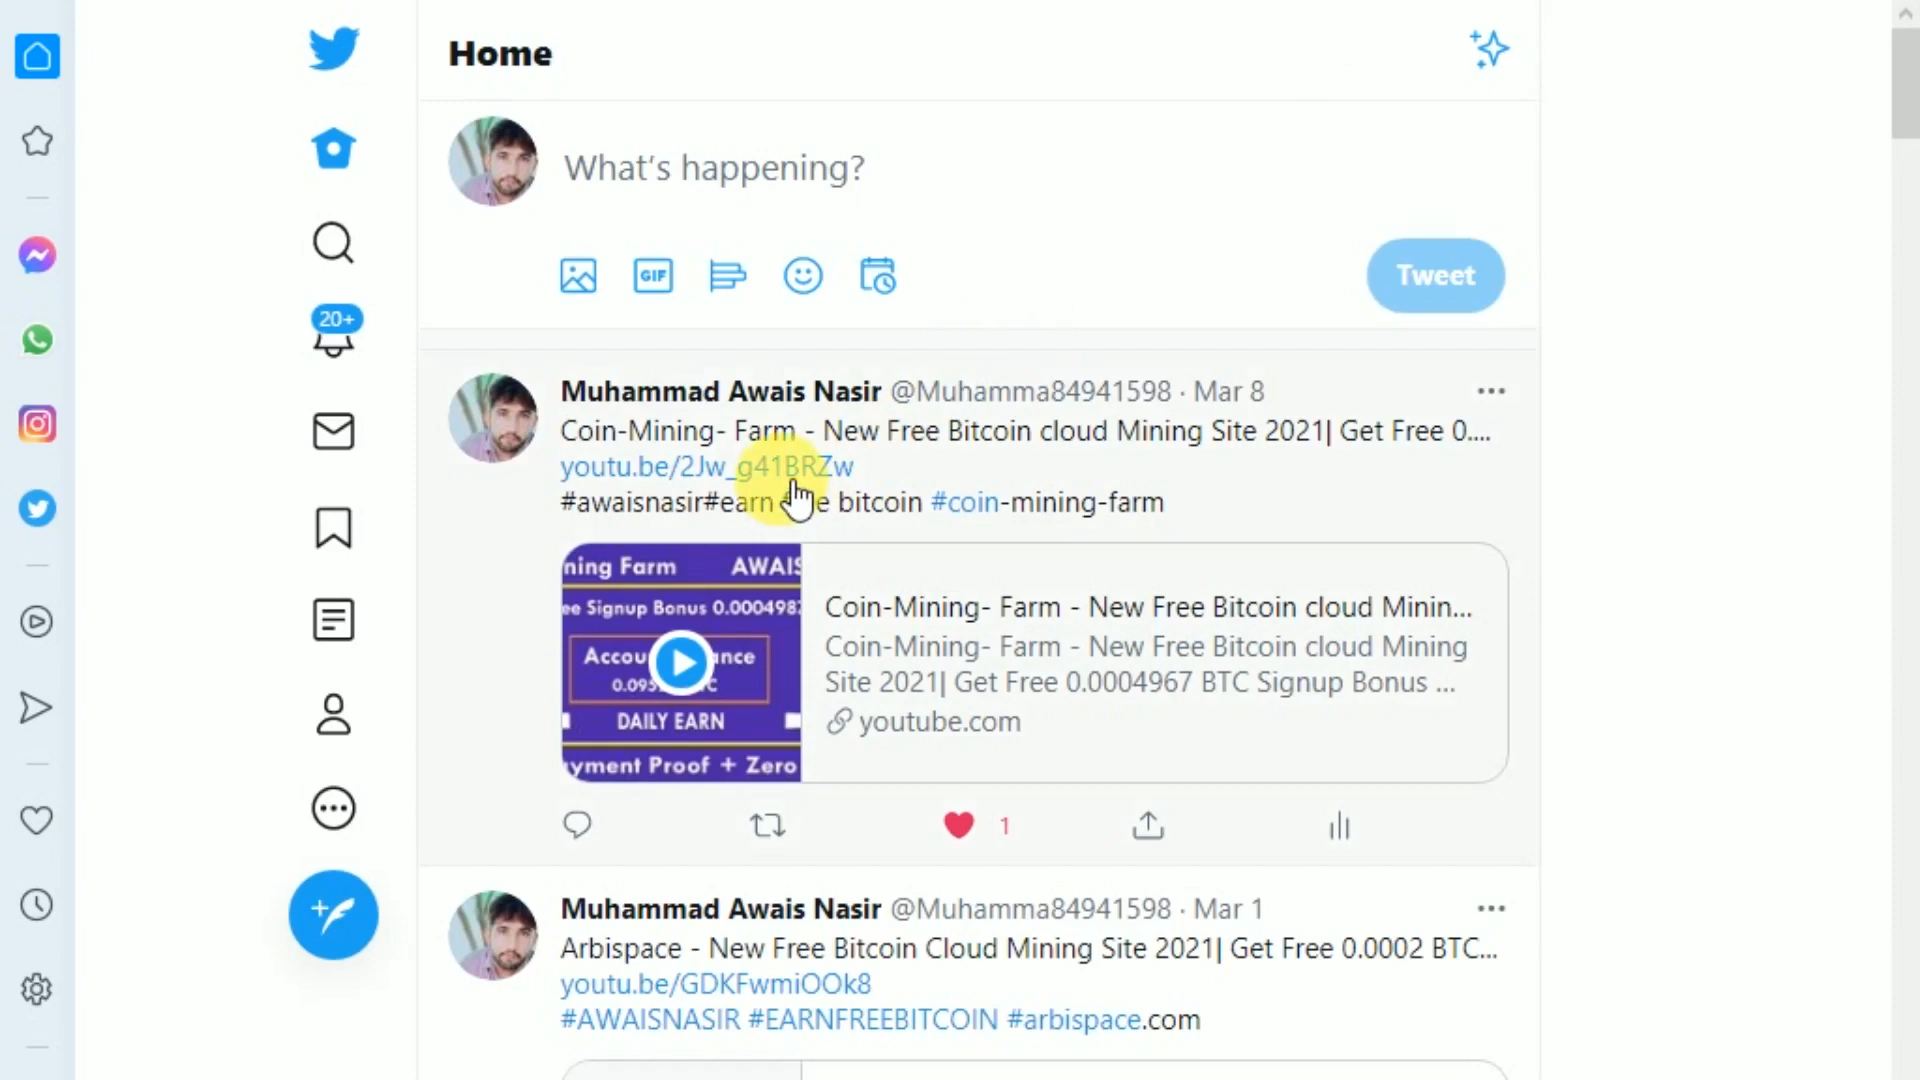 Home
What's happening?
GIF
Tweet
20+
Muhammad Awais Nasir @Muhamma84941598 · Mar 8
Coin-Mining- Farm - New Free Bitcoin cloud Mining Site 2021| Get Free 0....
youtu.be/2Jw_g41BRZw
#awaisnasir#earn bitcoin #coin-mining-farm
ning Farm AWAIS
ee Signup Bonus 0.000498
Accou nce
0.095 C
DAILY EARN
yment Proof + Zero
Coin-Mining- Farm - New Free Bitcoin cloud Minin...
Coin-Mining- Farm - New Free Bitcoin cloud Mining
Site 2021| Get Free 0.0004967 BTC Signup Bonus ...
youtube.com
1
Muhammad Awais Nasir @Muhamma84941598 · Mar 1
Arbispace - New Free Bitcoin Cloud Mining Site 2021| Get Free 0.0002 BTC...
youtu.be/GDKFwmiOOk8
#AWAISNASIR #EARNFREEBITCOIN #arbispace.com